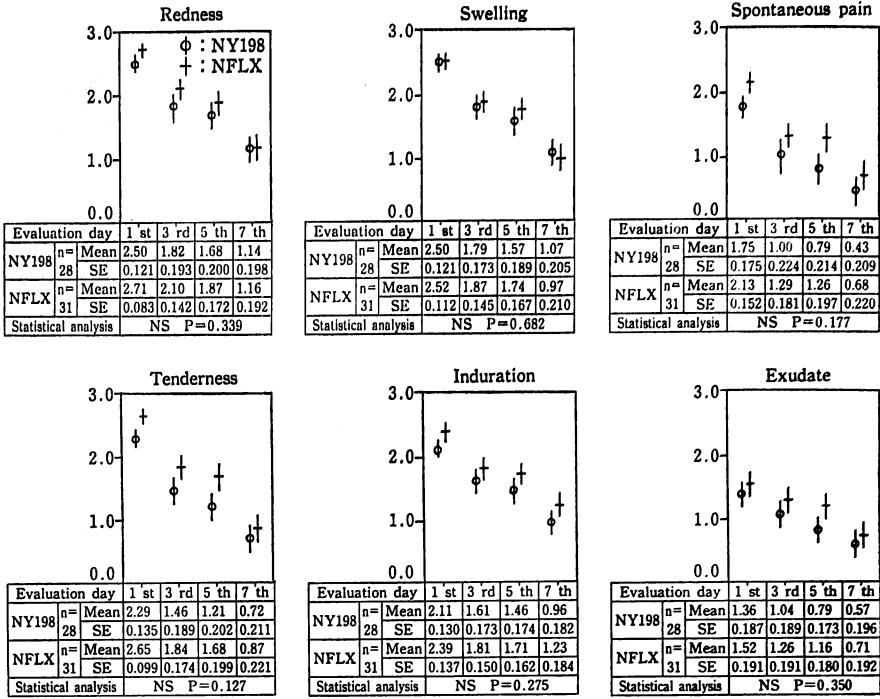 Redness
3.0
2.0
1.0
0.0
: NY198
: NFLX
Evaluation day 1 st 3 rd 5 th 7 th
NY198 n= 28 Mean 2.50 1.82 1.68 1.14
SE 0.121 0.193 0.200 0.198
NFLX n= 31 Mean 2.71 2.10 1.87 1.16
SE 0.083 0.142 0.172 0.192
Statistical analysis NS P=0.339
Swelling
3.0
2.0
1.0
0.0
Evaluation day 1 st 3 rd 5 th 7 th
NY198 n= 28 Mean 2.50 1.79 1.57 1.07
SE 0.121 0.173 0.189 0.205
NFLX n= 31 Mean 2.52 1.87 1.74 0.97
SE 0.112 0.145 0.167 0.210
Statistical analysis NS P=0.682
Spontaneous pain
3.0
2.0
1.0
0.0
Evaluation day 1 st 3 rd 5 th 7 th
NY198 n= 28 Mean 1.75 1.00 0.79 0.43
SE 0.175 0.224 0.214 0.209
NFLX n= 31 Mean 2.13 1.29 1.26 0.68
SE 0.152 0.181 0.197 0.220
Statistical analysis NS P=0.177
Tenderness
3.0
2.0
1.0
0.0
Evaluation day 1 st 3 rd 5 th 7 th
NY198 n= 28 Mean 2.29 1.46 1.21 0.72
SE 0.135 0.189 0.202 0.211
NFLX n= 31 Mean 2.65 1.84 1.68 0.87
SE 0.099 0.174 0.199 0.221
Statistical analysis NS P=0.127
Induration
3.0
2.0
1.0
0.0
Evaluation day 1 st 3 rd 5 th 7 th
NY198 n= 28 Mean 2.11 1.61 1.46 0.96
SE 0.130 0.173 0.174 0.182
NFLX n= 31 Mean 2.39 1.81 1.71 1.23
SE 0.137 0.150 0.162 0.184
Statistical analysis NS P=0.275
Exudate
3.0
2.0
1.0
0.0
Evaluation day 1 st 3 rd 5 th 7 th
NY198 n= 28 Mean 1.36 1.04 0.79 0.57
SE 0.187 0.189 0.173 0.196
NFLX n= 31 Mean 1.52 1.26 1.16 0.71
SE 0.191 0.191 0.180 0.192
Statistical analysis NS P=0.350